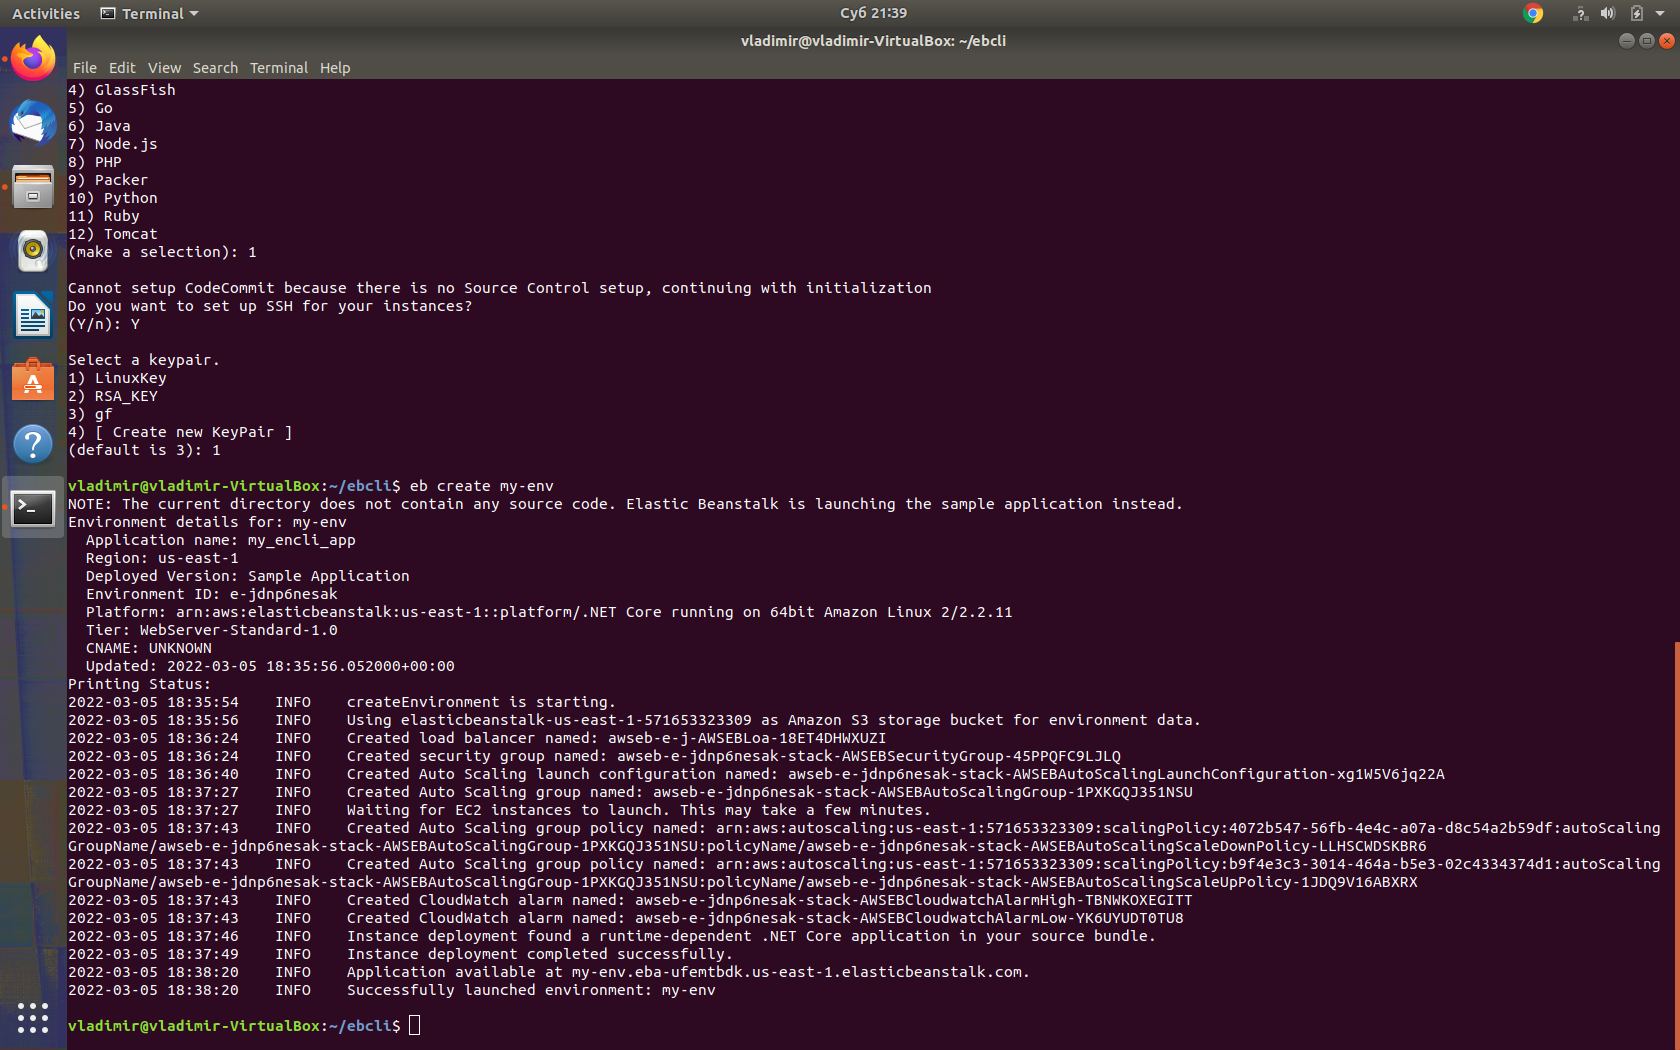 Activities
Terminal
Суб 21:39
vladimir@vladimir-VirtualBox: ~/ebcli
File Edit View Search Terminal Help
4) GlassFish
5) Go
6) Java
7) Node.js
8) PHP
9) Packer
10) Python
11) Ruby
12) Tomcat
(make a selection): 1
Cannot setup CodeCommit because there is no Source Control setup, continuing with initialization
Do you want to set up SSH for your instances?
(Y/n): Y
Select a keypair.
1) LinuxKey
2) RSA_KEY
3) gf
4) [ Create new KeyPair ]
(default is 3): 1
vladimir@vladimir-VirtualBox:~/ebcli$ eb create my-env
NOTE: The current directory does not contain any source code. Elastic Beanstalk is launching the sample application instead.
Environment details for: my-env
Application name: my_encli_app
Region: us-east-1
Deployed Version: Sample Application
Environment ID: e-jdnp6nesak
Platform: arn:aws:elasticbeanstalk:us-east-1::platform/.NET Core running on 64bit Amazon Linux 2/2.2.11
Tier: WebServer-Standard-1.0
CNAME: UNKNOWN
Updated: 2022-03-05 18:35:56.052000+00:00
Printing Status:
2022-03-05 18:35:54 INFO createEnvironment is starting.
2022-03-05 18:35:56 INFO Using elasticbeanstalk-us-east-1-571653323309 as Amazon S3 storage bucket for environment data.
2022-03-05 18:36:24 INFO Created load balancer named: awseb-e-j-AWSEBLoa-18ET4DHWXUZI
2022-03-05 18:36:24 INFO Created security group named: awseb-e-jdnp6nesak-stack-AWSEBSecurityGroup-45PPQFC9LJLQ
2022-03-05 18:36:40 INFO Created Auto Scaling launch configuration named: awseb-e-jdnp6nesak-stack-AWSEBAutoScalingLaunchConfiguration-xg1W5V6jq22A
2022-03-05 18:37:27 INFO Created Auto Scaling group named: awseb-e-jdnp6nesak-stack-AWSEBAutoScalingGroup-1PXKGQJ351NSU
2022-03-05 18:37:27 INFO Waiting for EC2 instances to launch. This may take a few minutes.
2022-03-05 18:37:43 INFO Created Auto Scaling group policy named: arn:aws:autoscaling:us-east-1:571653323309:scalingPolicy:4072b547-56fb-4e4c-a07a-d8c54a2b59df:autoScaling
GroupName/awseb-e-jdnp6nesak-stack-AWSEBAutoScalingGroup-1PXKGQJ351NSU:policyName/awseb-e-jdnp6nesak-stack-AWSEBAutoScalingScaleDownPolicy-LLHSCWDSKBR6
2022-03-05 18:37:43 INFO Created Auto Scaling group policy named: arn:aws:autoscaling:us-east-1:571653323309:scalingPolicy:b9f4e3c3-3014-464a-b5e3-02c4334374d1:autoScaling
GroupName/awseb-e-jdnp6nesak-stack-AWSEBAutoScalingGroup-1PXKGQJ351NSU:policyName/awseb-e-jdnp6nesak-stack-AWSEBAutoScalingScaleUpPolicy-1JDQ9V16ABXRX
2022-03-05 18:37:43 INFO Created CloudWatch alarm named: awseb-e-jdnp6nesak-stack-AWSEBCloudwatchAlarmHigh-TBNWKOXEGITT
2022-03-05 18:37:43 INFO Created CloudWatch alarm named: awseb-e-jdnp6nesak-stack-AWSEBCloudwatchAlarmLow-YK6UYUDT0TU8
2022-03-05 18:37:46 INFO Instance deployment found a runtime-dependent .NET Core application in your source bundle.
2022-03-05 18:37:49 INFO Instance deployment completed successfully.
2022-03-05 18:38:20 INFO Application available at my-env.eba-ufemtbdk.us-east-1.elasticbeanstalk.com.
2022-03-05 18:38:20 INFO Successfully launched environment: my-env
vladimir@vladimir-VirtualBox:~/ebcli$